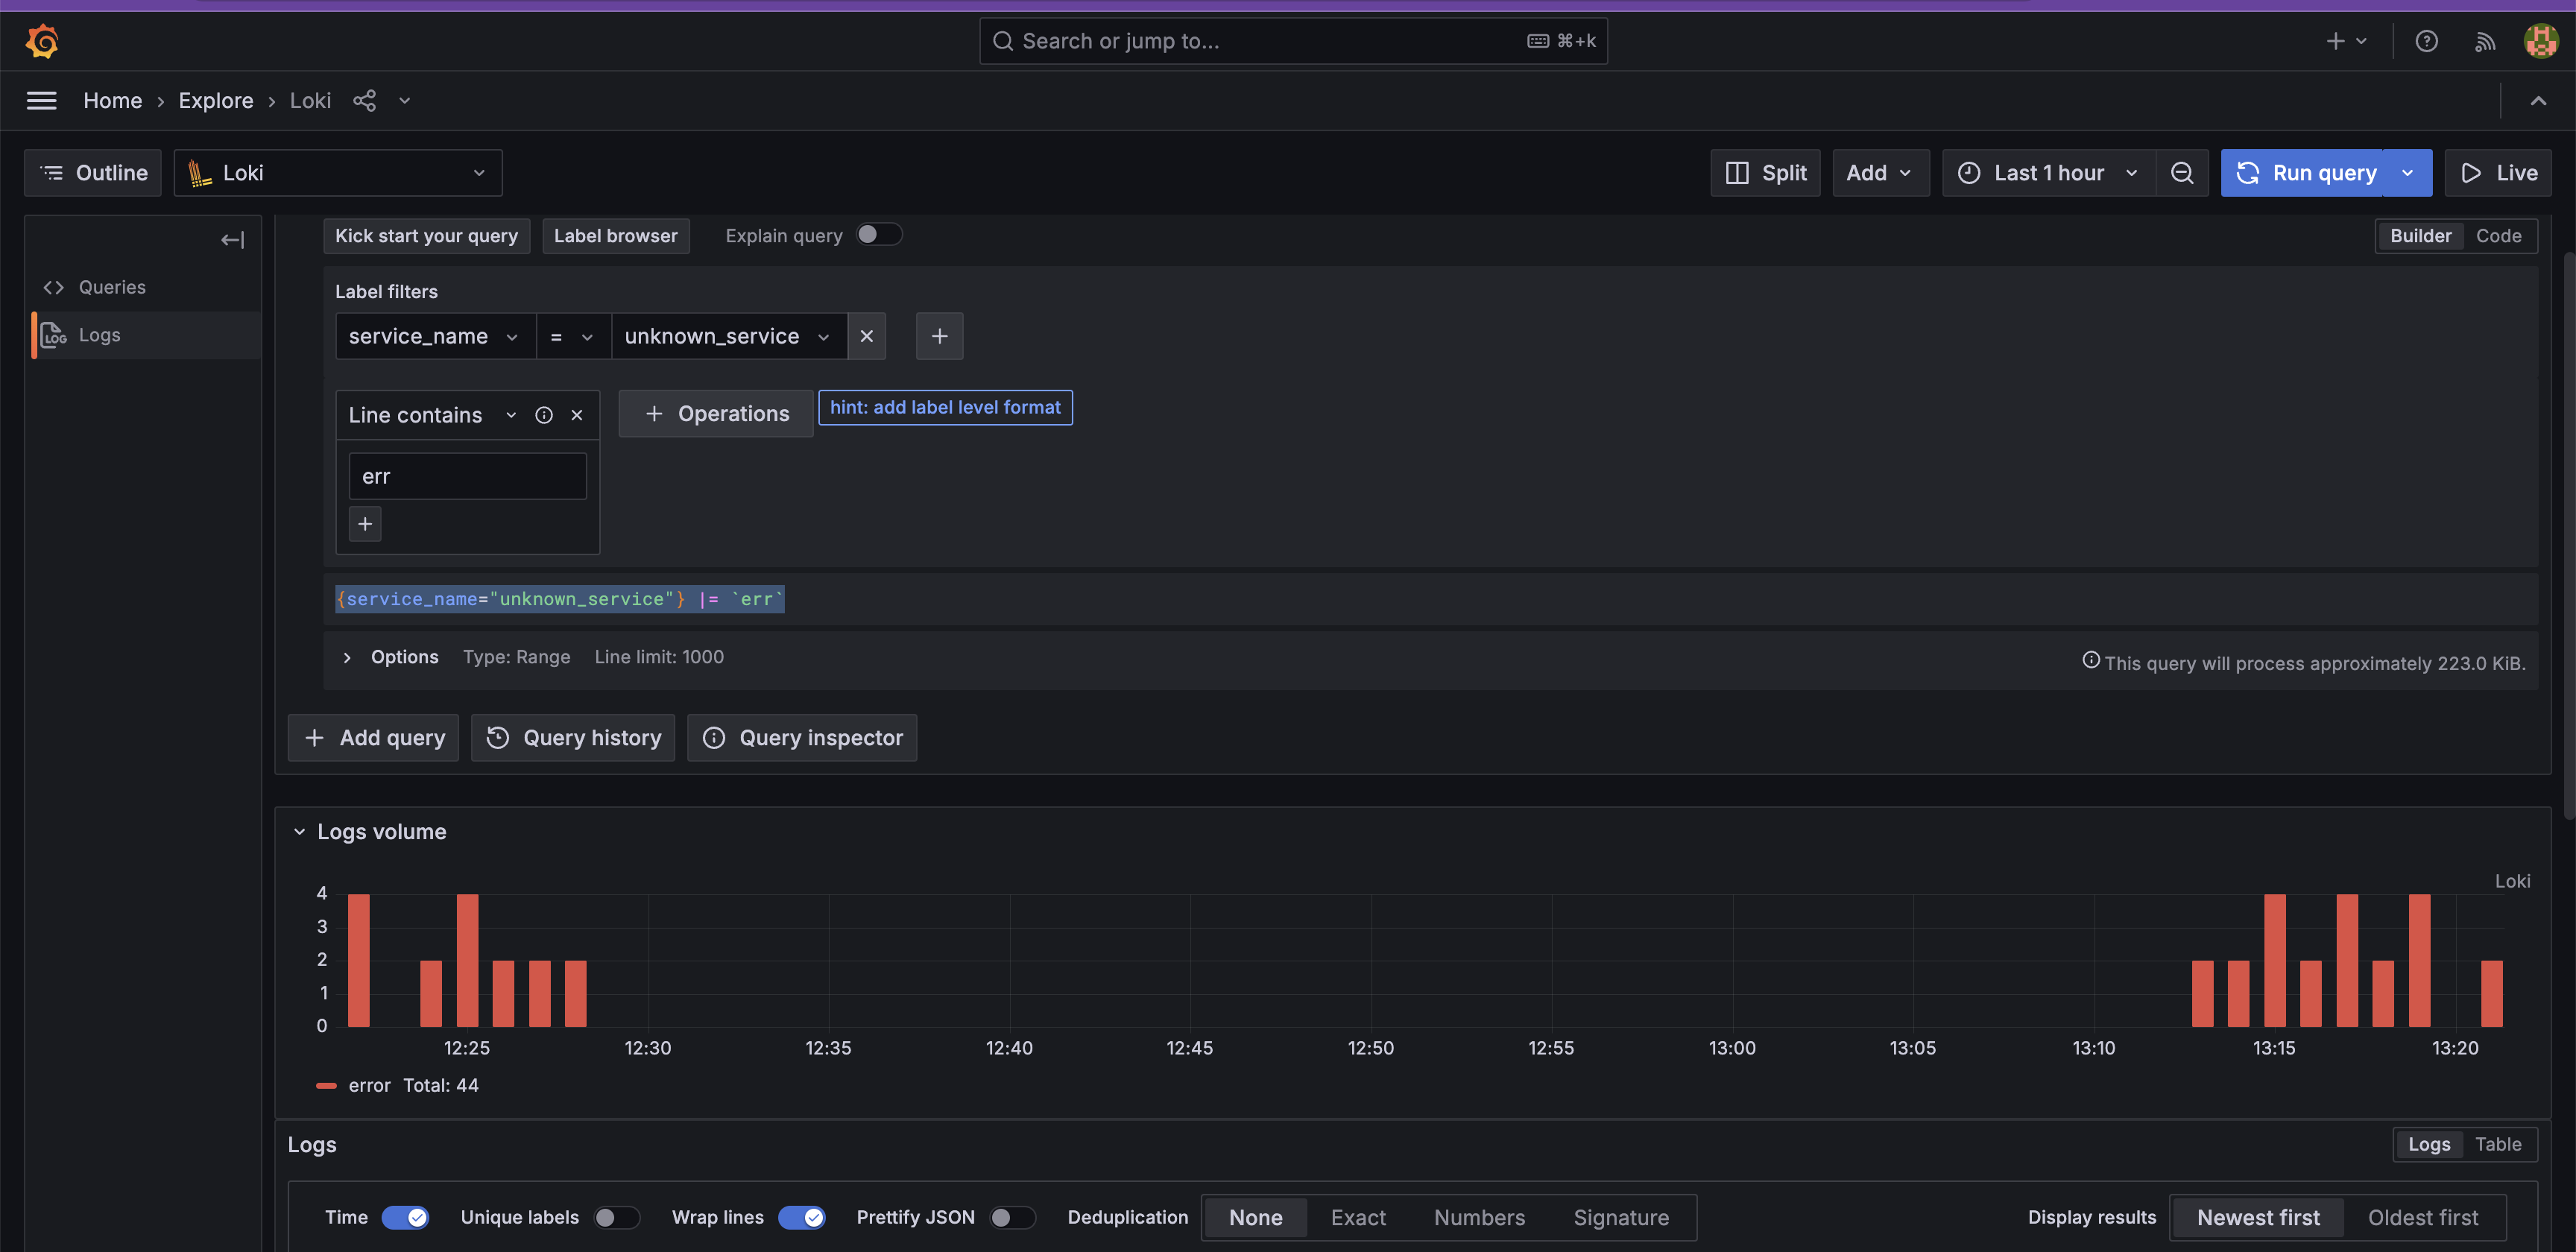 Search or jump to...
⌘+k
Home › Explore › Loki
Outline
Loki
Split
Add
Last 1 hour
Run query
Live
Kick start your query
Label browser
Explain query
Builder
Code
Queries
Logs
LOG
Label filters
service_name
=
unknown_service
Line contains
+ Operations
hint: add label level format
err
{service_name="unknown_service"} |= `err`
Options
Type: Range
Line limit: 1000
This query will process approximately 223.0 KiB.
+ Add query
Query history
Query inspector
Logs volume
Loki
4
3
2
1
0
12:25
12:30
12:35
12:40
12:45
12:50
12:55
13:00
13:05
13:10
13:15
13:20
error Total: 44
Logs
Logs
Table
Time
Unique labels
Wrap lines
Prettify JSON
Deduplication
None
Exact
Numbers
Signature
Display results
Newest first
Oldest first